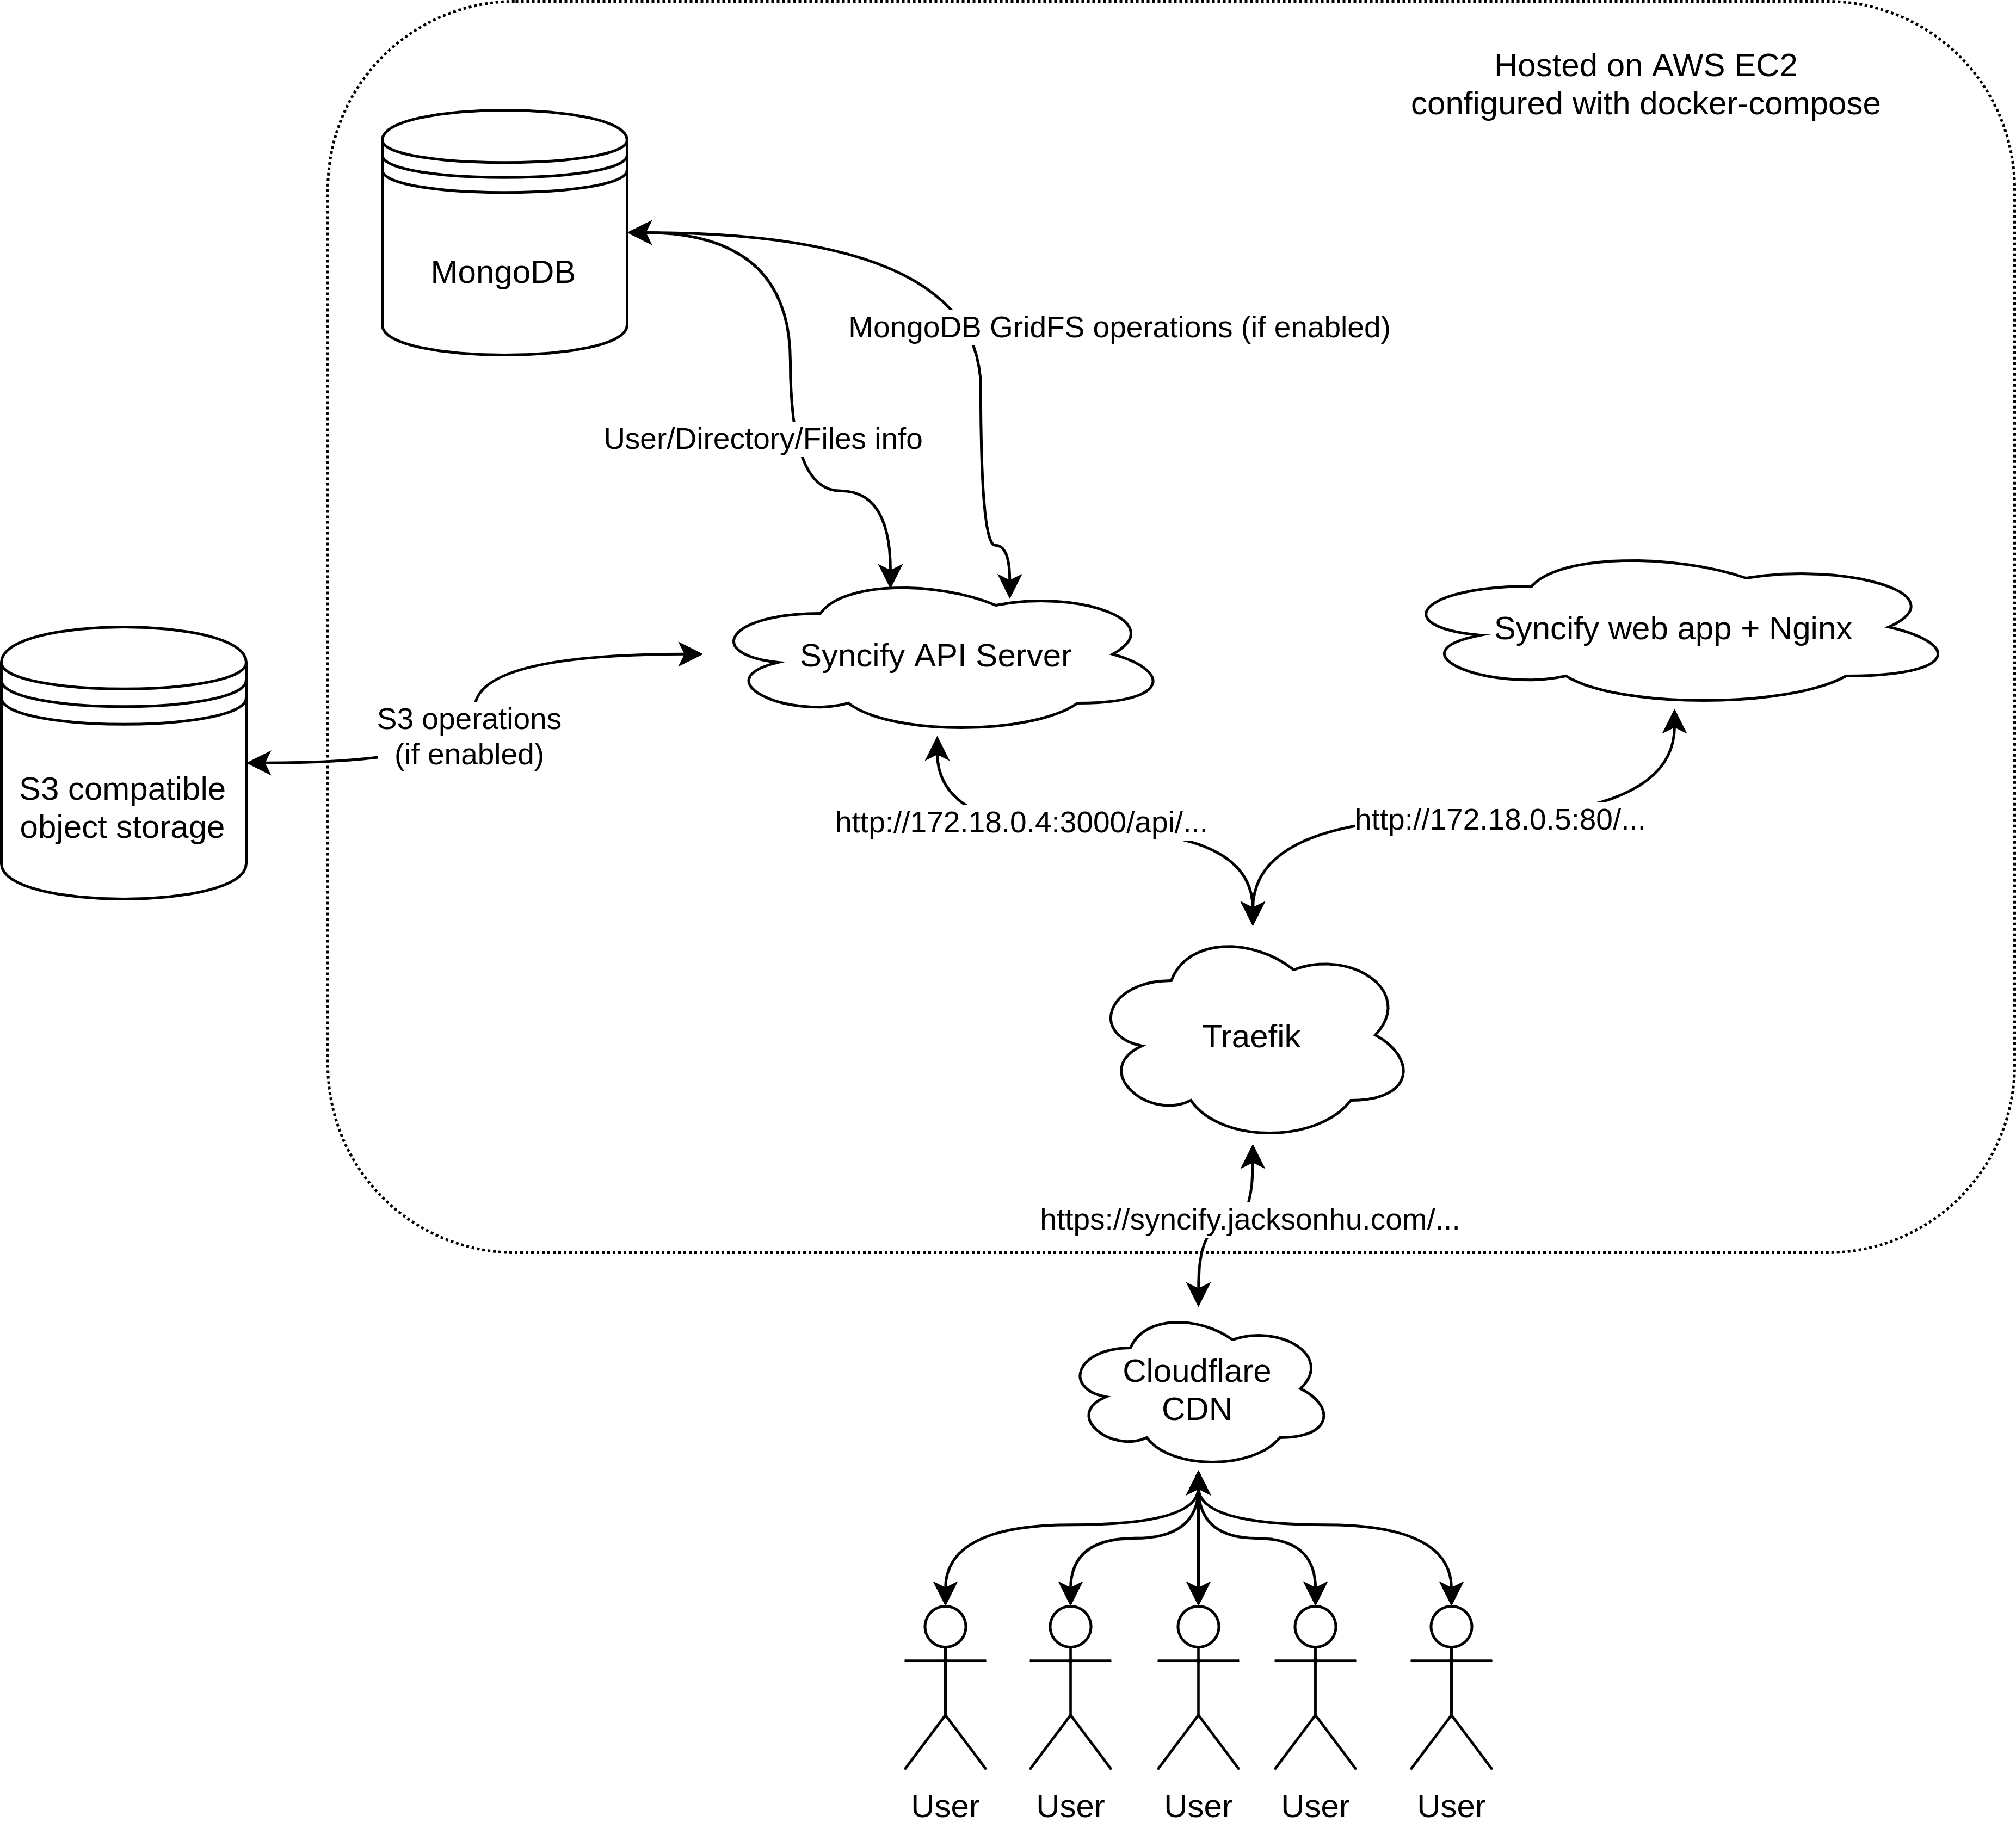 Hosted on AWS EC2
configured with docker-compose
MongoDB
MongoDB GridFS operations (if enabled)
User/Directory/Files info
Syncify API Server
Syncify web app + Nginx
S3 operations
(if enabled)
S3 compatible
object storage
http://172.18.0.4:3000/api/...
http://172.18.0.5:80/...
Traefik
https://syncify.jacksonhu.com/...
Cloudflare
CDN
User
User
User
User
User